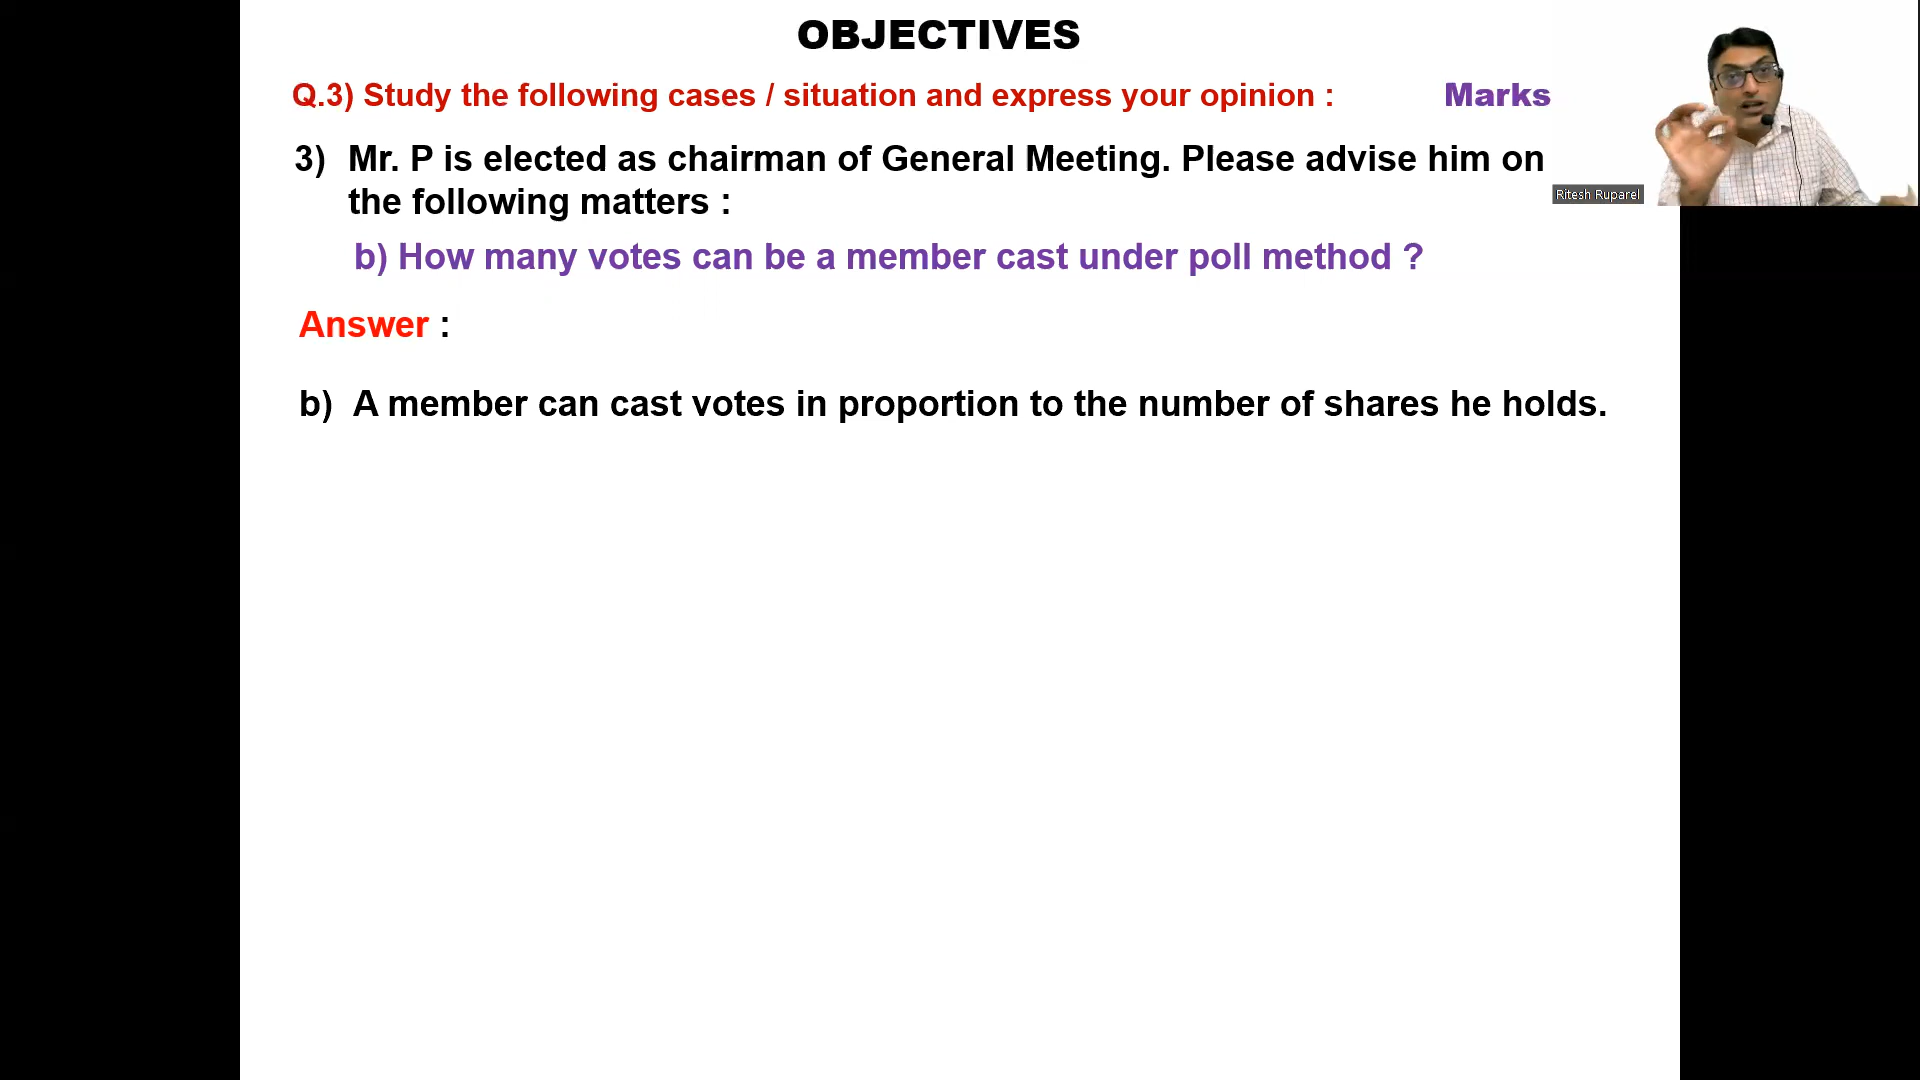 OBJECTIVES
Q.3) Study the following cases / situation and express your opinion : Marks
3) Mr. P is elected as chairman of General Meeting. Please advise him on
the following matters :
Ritesh Ruparel
b) How many votes can be a member cast under poll method ?
Answer :
b) A member can cast votes in proportion to the number of shares he holds.